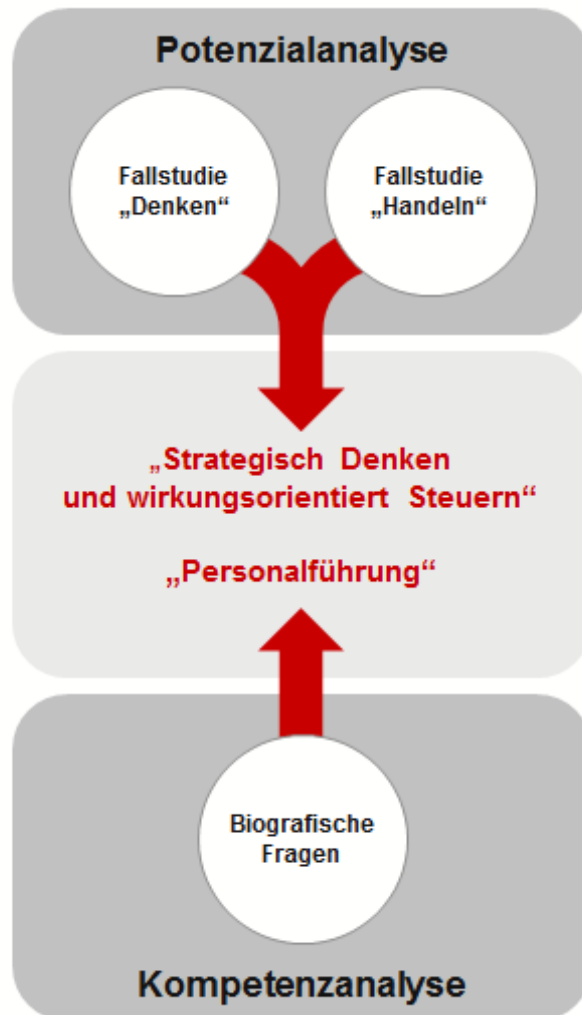 Potenzialanalyse
Fallstudie
„Denken“
Fallstudie
„Handeln“
„Strategisch Denken
und wirkungsorientiert Steuern“
„Personalführung“
Biografische
Fragen
Kompetenzanalyse